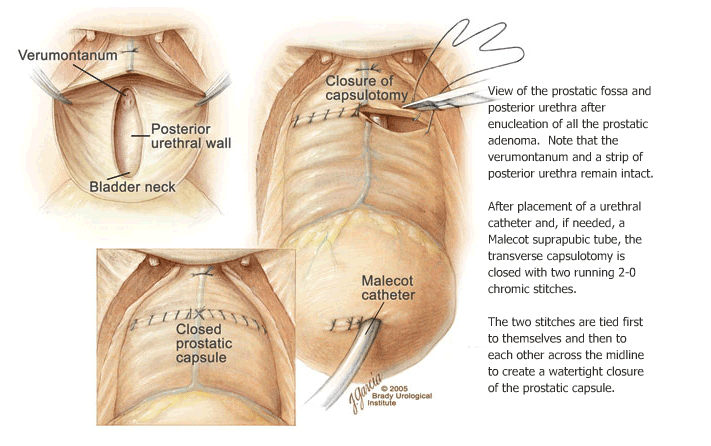 Verumontanum
Posterior
urethral wall
Bladder neck
Closure of
capsulotomy
Malecot
catheter
Closed
prostatic
capsule
J. Garcia
© 2005
Brady Urological
Institute
View of the prostatic fossa and
posterior urethra after
enucleation of all the prostatic
adenoma. Note that the
verumontanum and a strip of
posterior urethra remain intact.
After placement of a urethral
catheter and, if needed, a
Malecot suprapubic tube, the
transverse capsulotomy is
closed with two running 2-0
chromic stitches.
The two stitches are tied first
to themselves and then to
each other across the midline
to create a watertight closure
of the prostatic capsule.